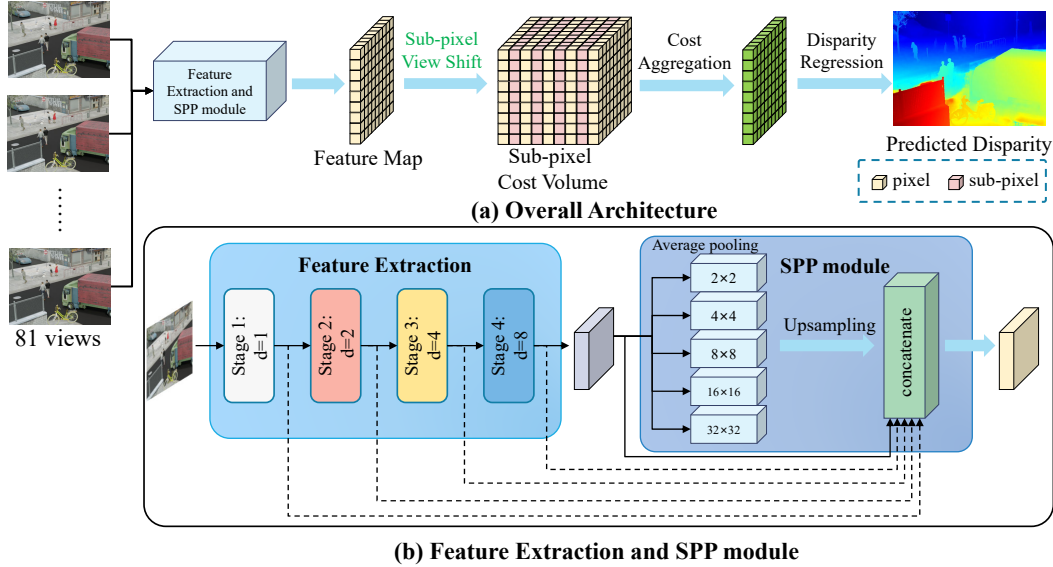 Feature
Extraction and
SPP module
Sub-pixel
View Shift
Cost
Aggregation
Disparity
Regression
Feature Map
Sub-pixel
Cost Volume
Predicted Disparity
pixel
sub-pixel
(a) Overall Architecture
81 views
Feature Extraction
Stage 1:
d=1
Stage 2:
d=2
Stage 3:
d=4
Stage 4:
d=8
Average pooling
SPP module
2×2
4×4
8×8
16×16
32×32
Upsampling
concatenate
(b) Feature Extraction and SPP module